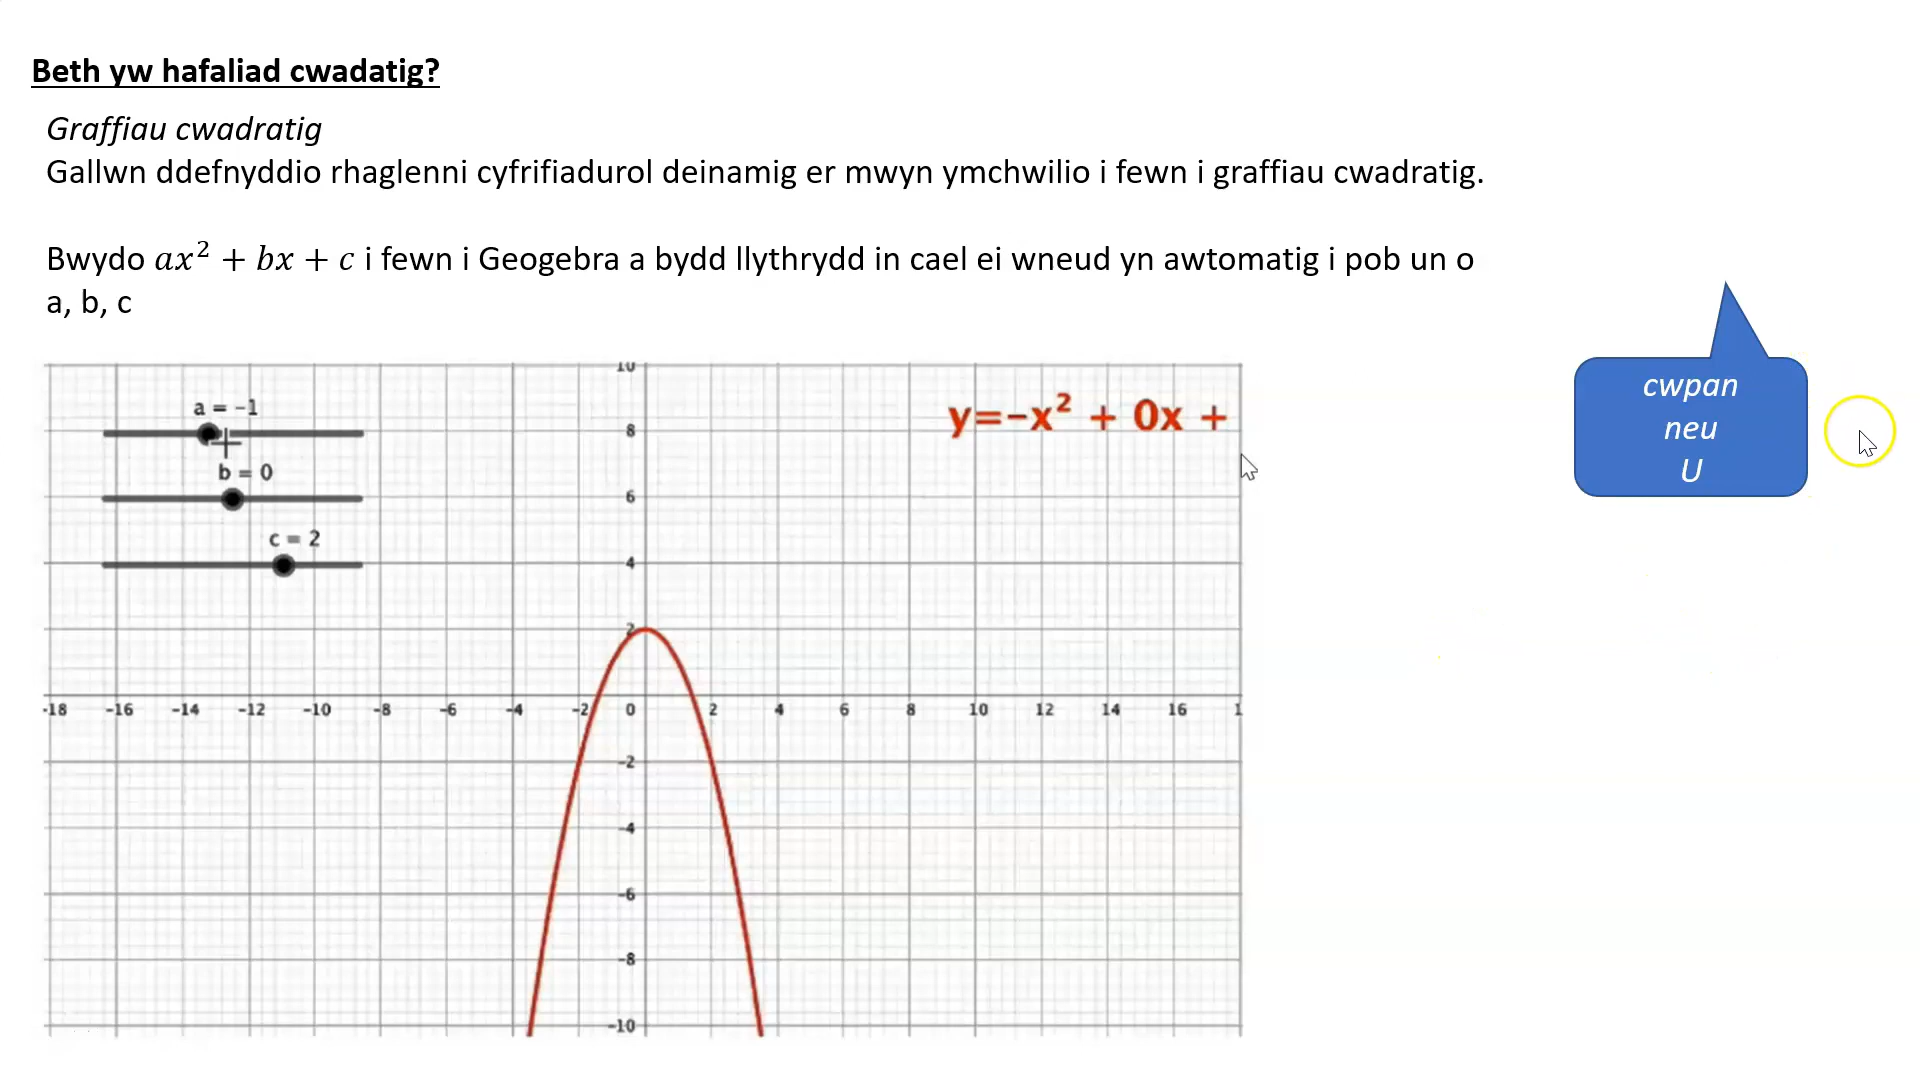 Beth yw hafaliad cwadatig?
Graffiau cwadratig
Gallwn ddefnyddio rhaglenni cyfrifiadurol deinamig er mwyn ymchwilio i fewn i graffiau cwadratig.
Bwydo 𝑎𝑥² + 𝑏𝑥 + 𝑐 i fewn i Geogebra a bydd llythrydd in cael ei wneud yn awtomatig i pob un o
a, b, c
cwpan
neu
U
a = -1
b = 0
c = 2
y=-x² + 0x +
10
8
6
4
2
-18 -16 -14 -12 -10 -8 -6 -4 -2 0 2 4 6 8 10 12 14 16 1
-2
-4
-6
-8
-10